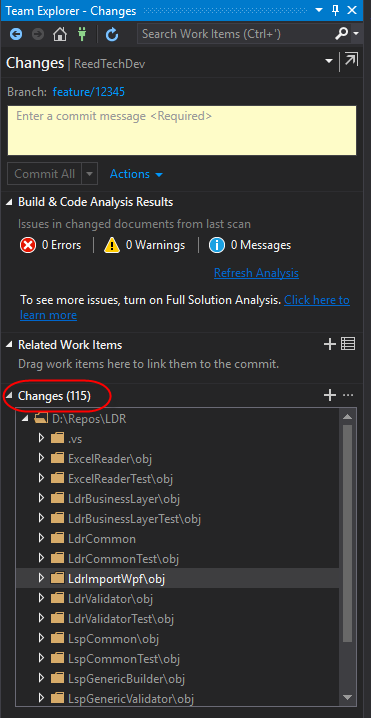 Team Explorer - Changes
Search Work Items (Ctrl+')
Changes | ReedTechDev
Branch: feature/12345
Enter a commit message <Required>
Commit All Actions
Build & Code Analysis Results
Issues in changed documents from last scan
0 Errors 0 Warnings 0 Messages
Refresh Analysis
To see more issues, turn on Full Solution Analysis. Click here to
learn more
Related Work Items
Drag work items here to link them to the commit.
Changes (115)
D:\Repos\LDR
.vs
ExcelReader\obj
ExcelReaderTest\obj
LdrBusinessLayer\obj
LdrBusinessLayerTest\obj
LdrCommon
LdrCommonTest\obj
LdrImportWpf\obj
LdrValidator\obj
LdrValidatorTest\obj
LspCommon\obj
LspCommonTest\obj
LspGenericBuilder\obj
LspGenericValidator\obj